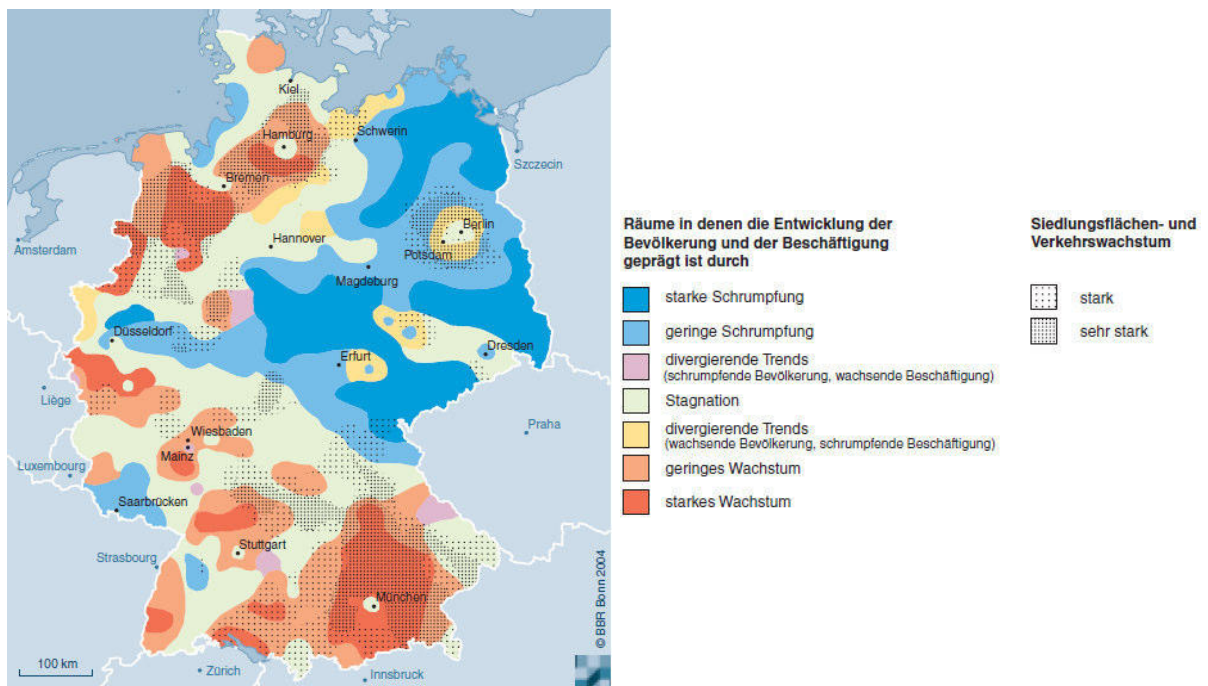 Kiel
Hamburg
Schwerin
Szczecin
Bremen
Berlin
Amsterdam
Hannover
Potsdam
Magdeburg
Düsseldorf
Dresden
Erfurt
Liège
Praha
Wiesbaden
Mainz
Luxembourg
Saarbrücken
Stuttgart
Strasbourg
München
100 km
Zürich
Innsbruck
© BBR Bonn 2004
Räume in denen die Entwicklung der
Bevölkerung und der Beschäftigung
geprägt ist durch
starke Schrumpfung
geringe Schrumpfung
divergierende Trends
(schrumpfende Bevölkerung, wachsende Beschäftigung)
Stagnation
divergierende Trends
(wachsende Bevölkerung, schrumpfende Beschäftigung)
geringes Wachstum
starkes Wachstum
Siedlungsflächen- und
Verkehrswachstum
stark
sehr stark